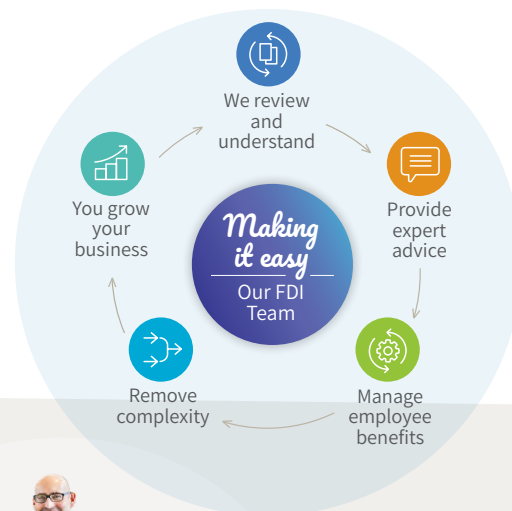 We review
and
understand
Provide
expert
advice
Manage
employee
benefits
Remove
complexity
You grow
your
business
Making
it easy
Our FDI
Team